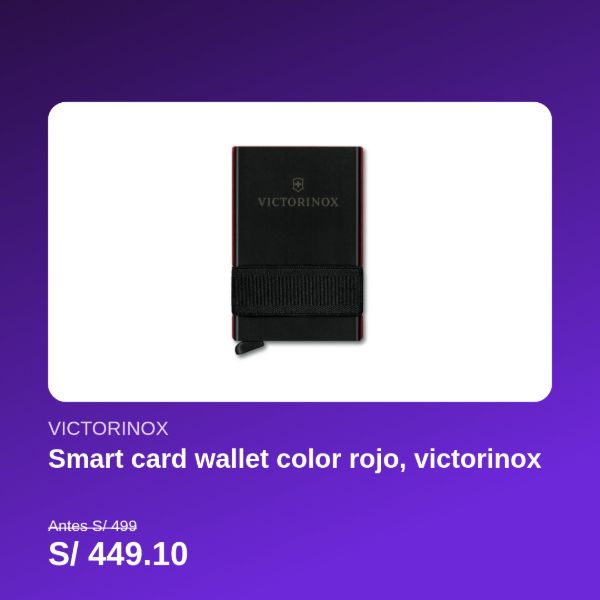 VICTORINOX
VICTORINOX
Smart card wallet color rojo, victorinox
Antes S/ 499
S/ 449.10